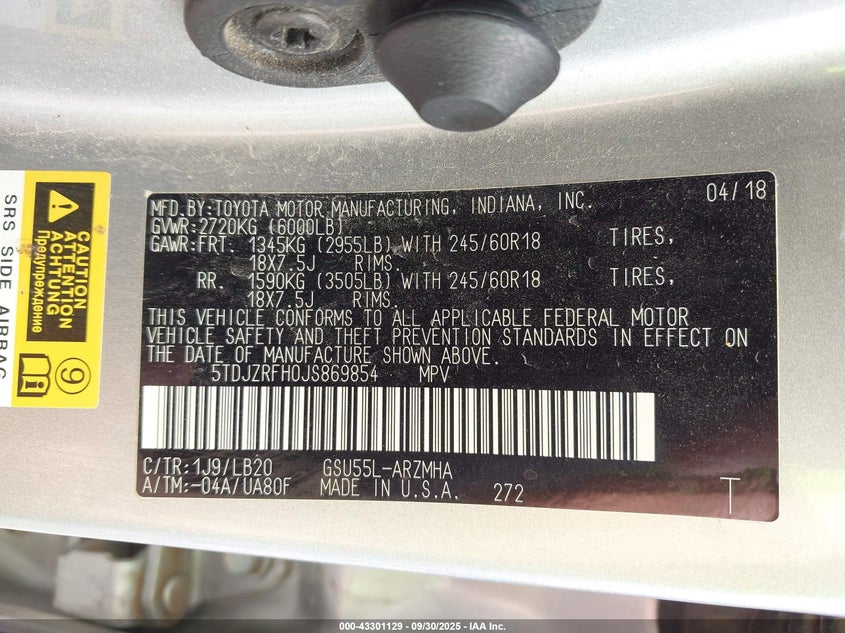 MFD.BY:TOYOTA MOTOR MANUFACTURING, INDIANA, INC. 04/18
GVWR:2720KG (6000LB)
GAWR:FRT. 1345KG (2955LB) WITH 245/60R18 TIRES,
18X7.5J RIMS.
RR. 1590KG (3505LB) WITH 245/60R18 TIRES,
18X7.5J RIMS.
THIS VEHICLE CONFORMS TO ALL APPLICABLE FEDERAL MOTOR
VEHICLE SAFETY AND THEFT PREVENTION STANDARDS IN EFFECT ON
THE DATE OF MANUFACTURE SHOWN ABOVE.
5TDJZRFH0JS869854 MPV
C/TR:1J9/LB20 GSU55L-ARZMHA
A/TM:-04A/UA80F MADE IN U.S.A. 272 T
CAUTION
ATTENTION
ACHTUNG
Предупреждение
9
SRS SIDE AIRBAG
000-43301129 - 09/30/2025 - IAA Inc.